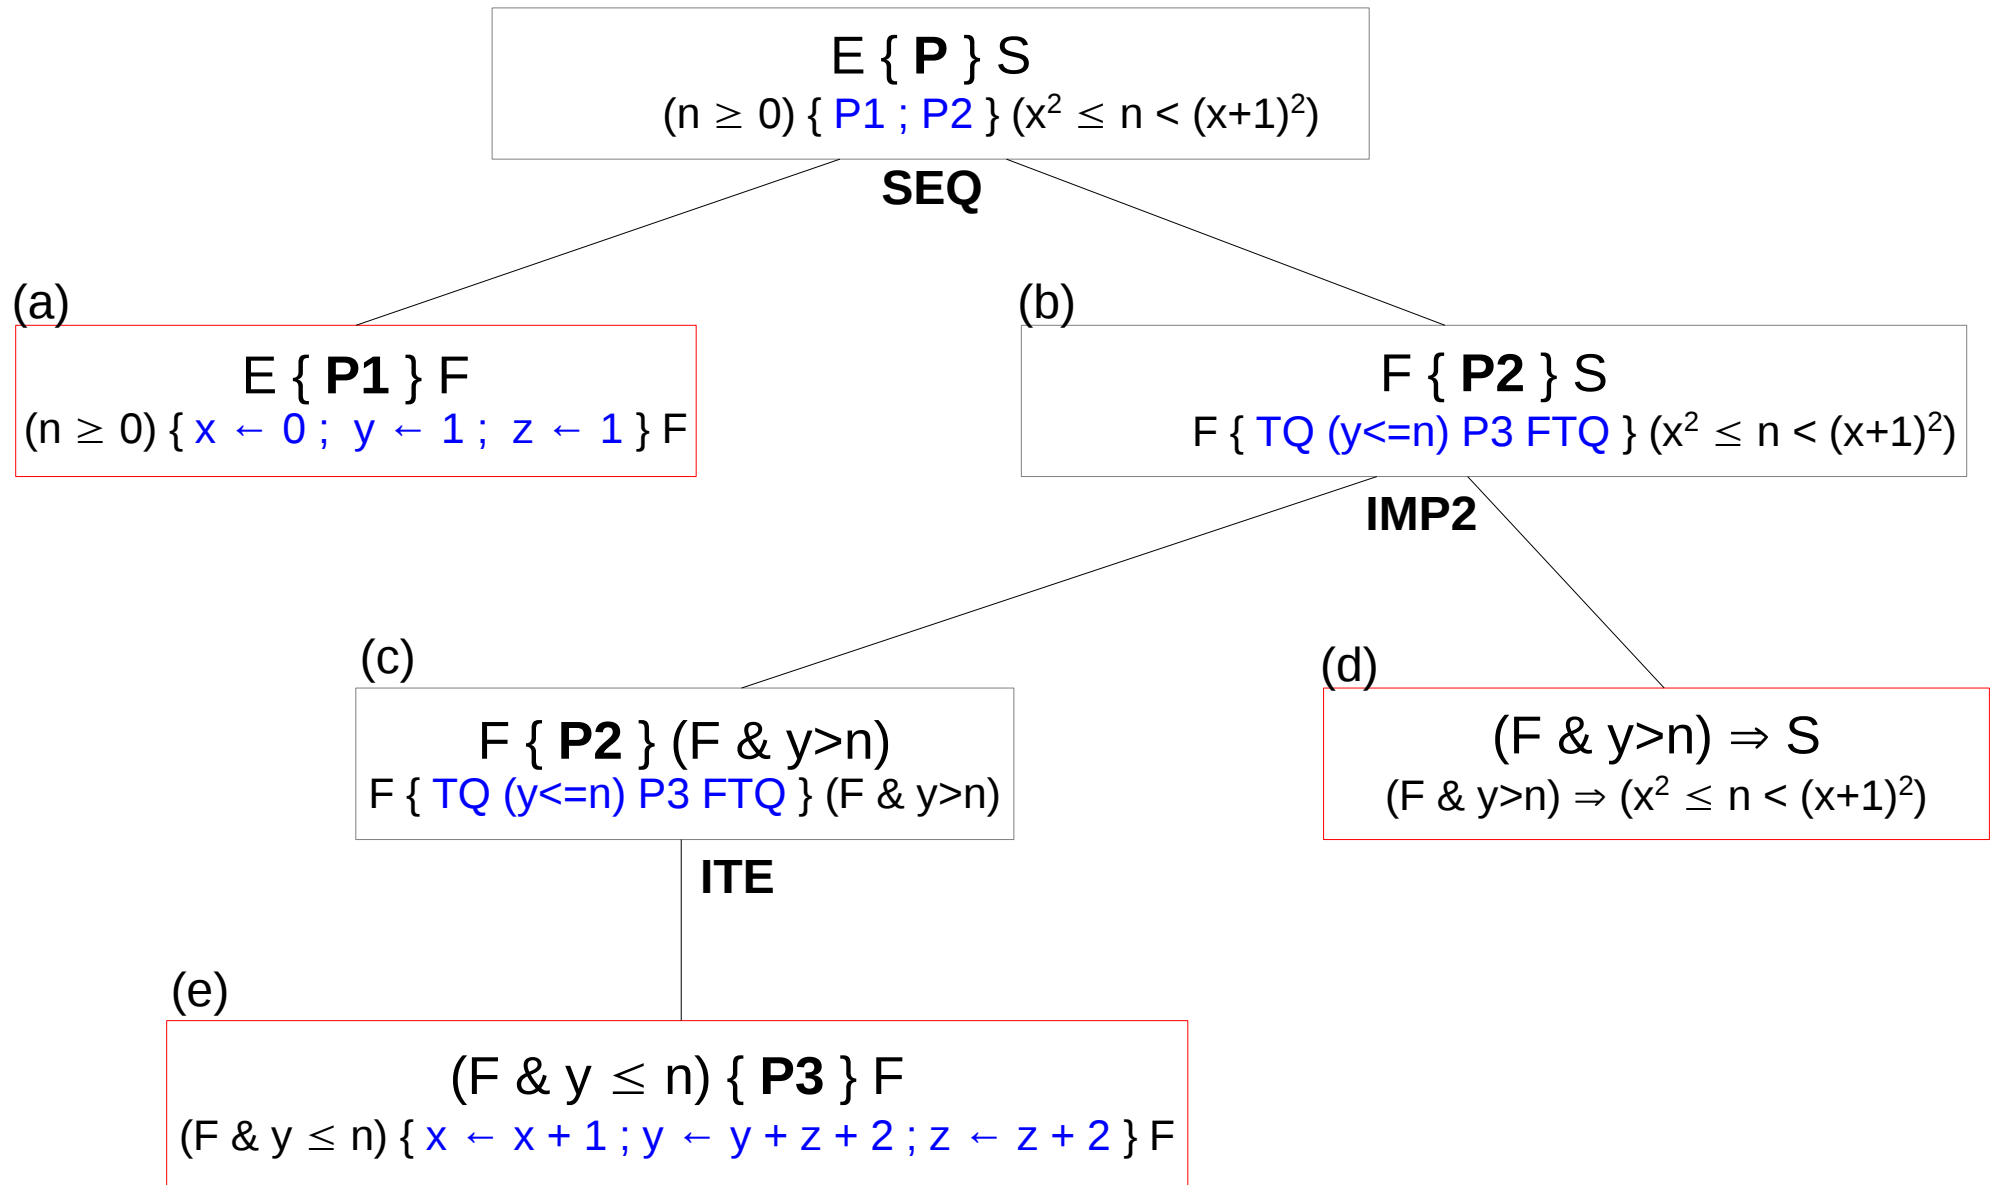 E { P } S
(n ≥ 0) { P1 ; P2 } (x² ≤ n < (x+1)²)
SEQ
(a)
E { P1 } F
(n ≥ 0) { x ← 0 ; y ← 1 ; z ← 1 } F
(b)
F { P2 } S
F { TQ (y<=n) P3 FTQ } (x² ≤ n < (x+1)²)
IMP2
(c)
F { P2 } (F & y>n)
F { TQ (y<=n) P3 FTQ } (F & y>n)
(d)
(F & y>n) ⇒ S
(F & y>n) ⇒ (x² ≤ n < (x+1)²)
ITE
(e)
(F & y ≤ n) { P3 } F
(F & y ≤ n) { x ← x + 1 ; y ← y + z + 2 ; z ← z + 2 } F